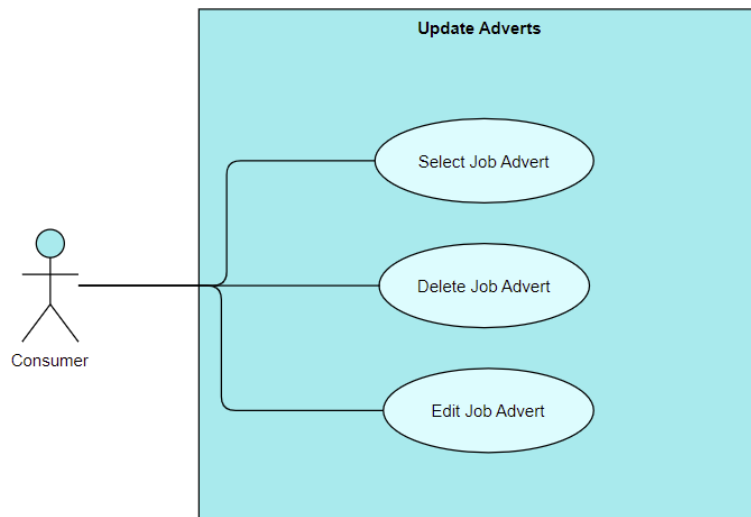 Update Adverts
Select Job Advert
Delete Job Advert
Consumer
Edit Job Advert